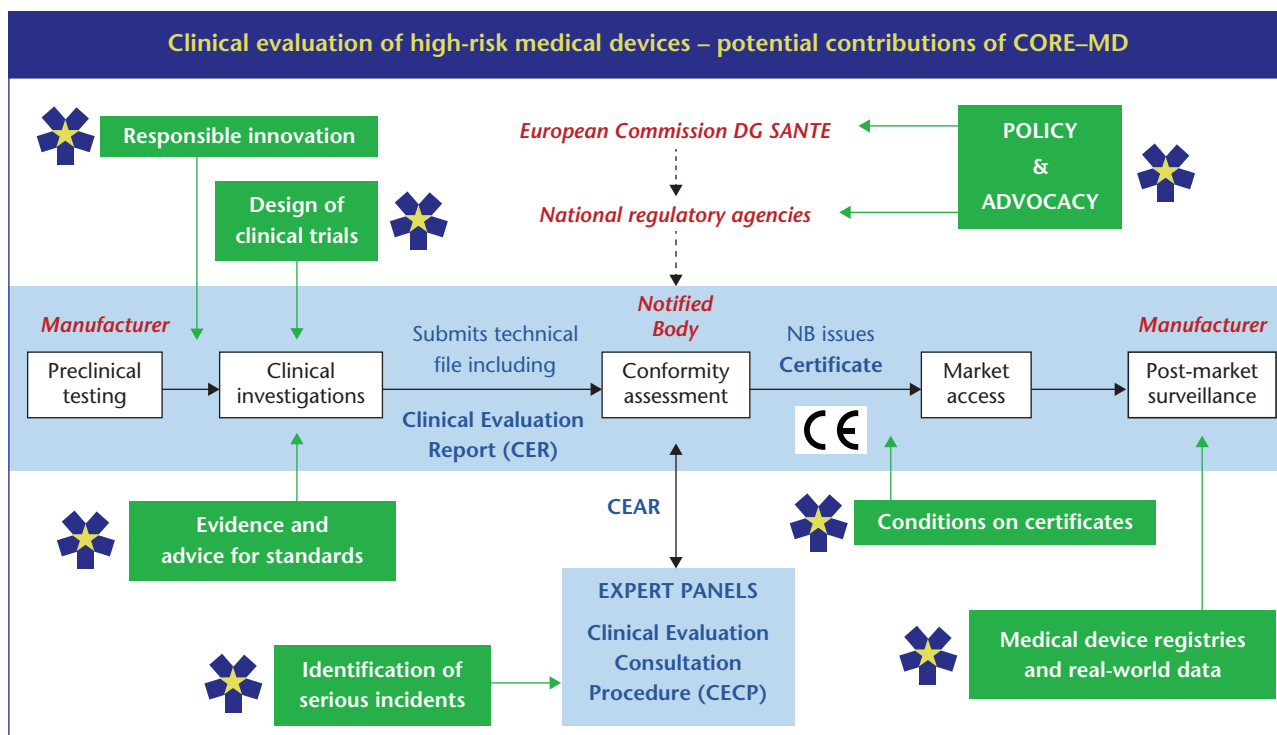 Clinical evaluation of high-risk medical devices – potential contributions of CORE–MD
Responsible innovation
Design of
clinical trials
European Commission DG SANTE
National regulatory agencies
POLICY
&
ADVOCACY
Manufacturer
Preclinical
testing
Clinical
investigations
Submits technical
file including
Clinical Evaluation
Report (CER)
Notified
Body
Conformity
assessment
NB issues
Certificate
CE
Market
access
Manufacturer
Post-market
surveillance
Evidence and
advice for standards
CEAR
Conditions on certificates
EXPERT PANELS
Clinical Evaluation
Consultation
Procedure (CECP)
Identification of
serious incidents
Medical device registries
and real-world data